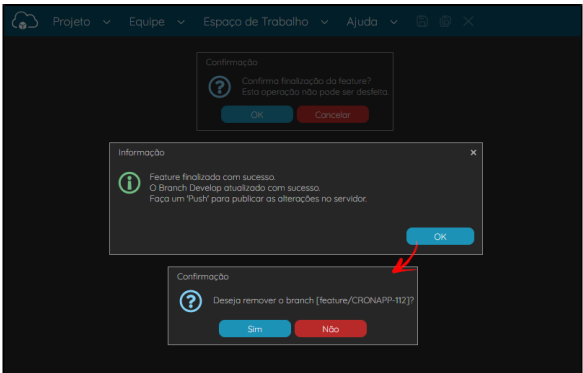 Projeto Equipe Espaço de Trabalho Ajuda
Confirmação
Confirma finalização da feature?
Esta operação não pode ser desfeita.
OK Cancelar
Informação
Feature finalizada com sucesso.
O Branch Develop atualizado com sucesso.
Faça um 'Push' para publicar as alterações no servidor.
OK
Confirmação
Deseja remover o branch [feature/CRONAPP-112]?
Sim Não